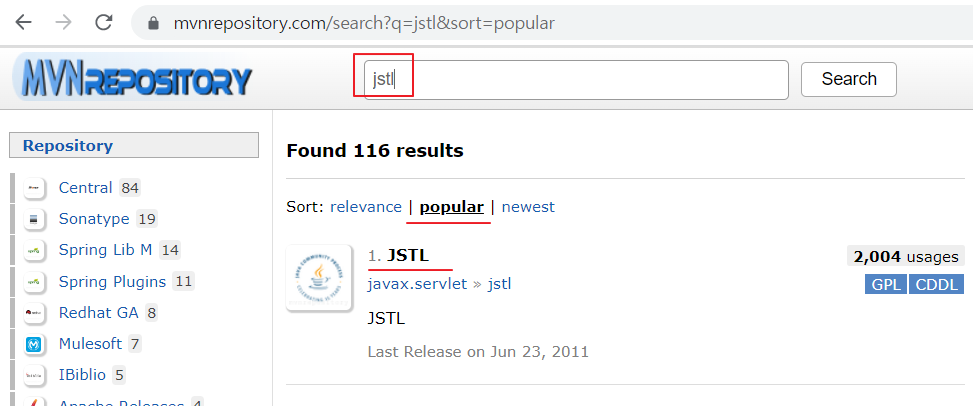 mvnrepository.com/search?q=jstl&sort=popular
MVNREPOSITORY
jstl
Search
Repository
Central 84
Sonatype 19
Spring Lib M 14
Spring Plugins 11
Redhat GA 8
Mulesoft 7
IBiblio 5
Apache Releases 4
Found 116 results
Sort: relevance | popular | newest
1. JSTL
2,004 usages
javax.servlet » jstl
GPL CDDL
JSTL
Last Release on Jun 23, 2011